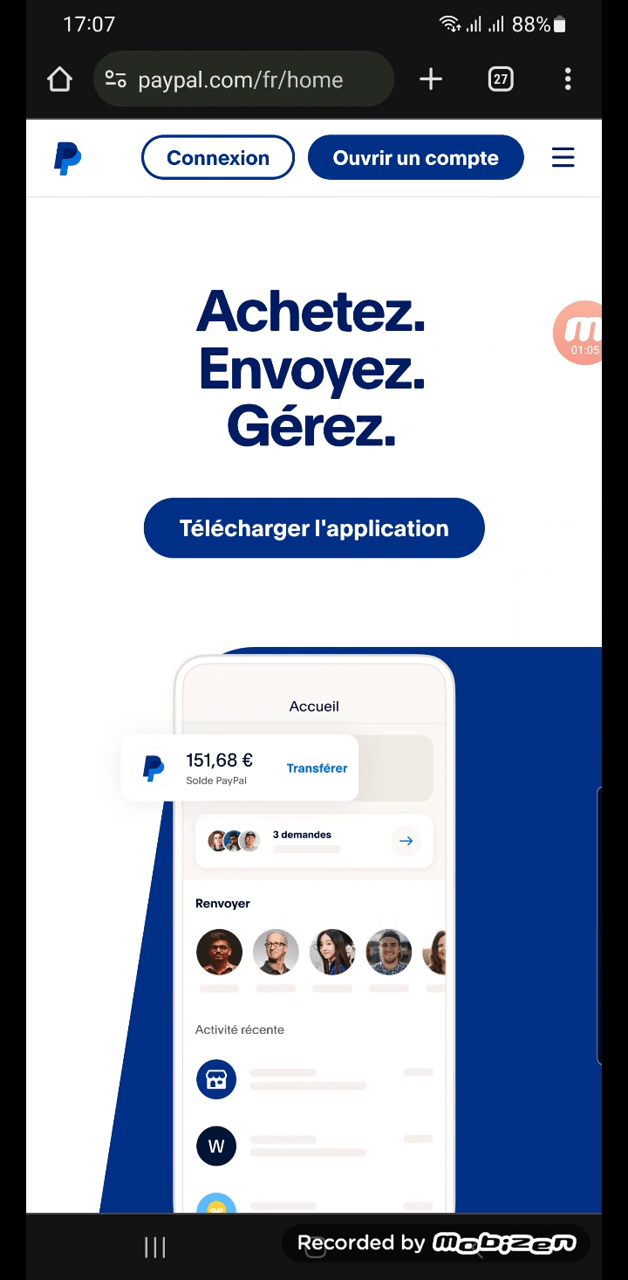 17:07
88%
paypal.com/fr/home
27
Connexion
Ouvrir un compte
Achetez.
Envoyez.
Gérez.
01:05
Télécharger l'application
Accueil
151,68 €
Solde PayPal
Transférer
3 demandes
Renvoyer
Activité récente
W
Recorded by mobizen